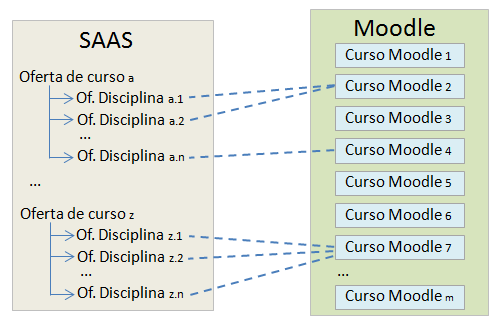 SAAS
Oferta de curso a
Of. Disciplina a.1
Of. Disciplina a.2
...
Of. Disciplina a.n
...
Oferta de curso z
Of. Disciplina z.1
Of. Disciplina z.2
...
Of. Disciplina z.n
Moodle
Curso Moodle 1
Curso Moodle 2
Curso Moodle 3
Curso Moodle 4
Curso Moodle 5
Curso Moodle 6
Curso Moodle 7
...
Curso Moodle m